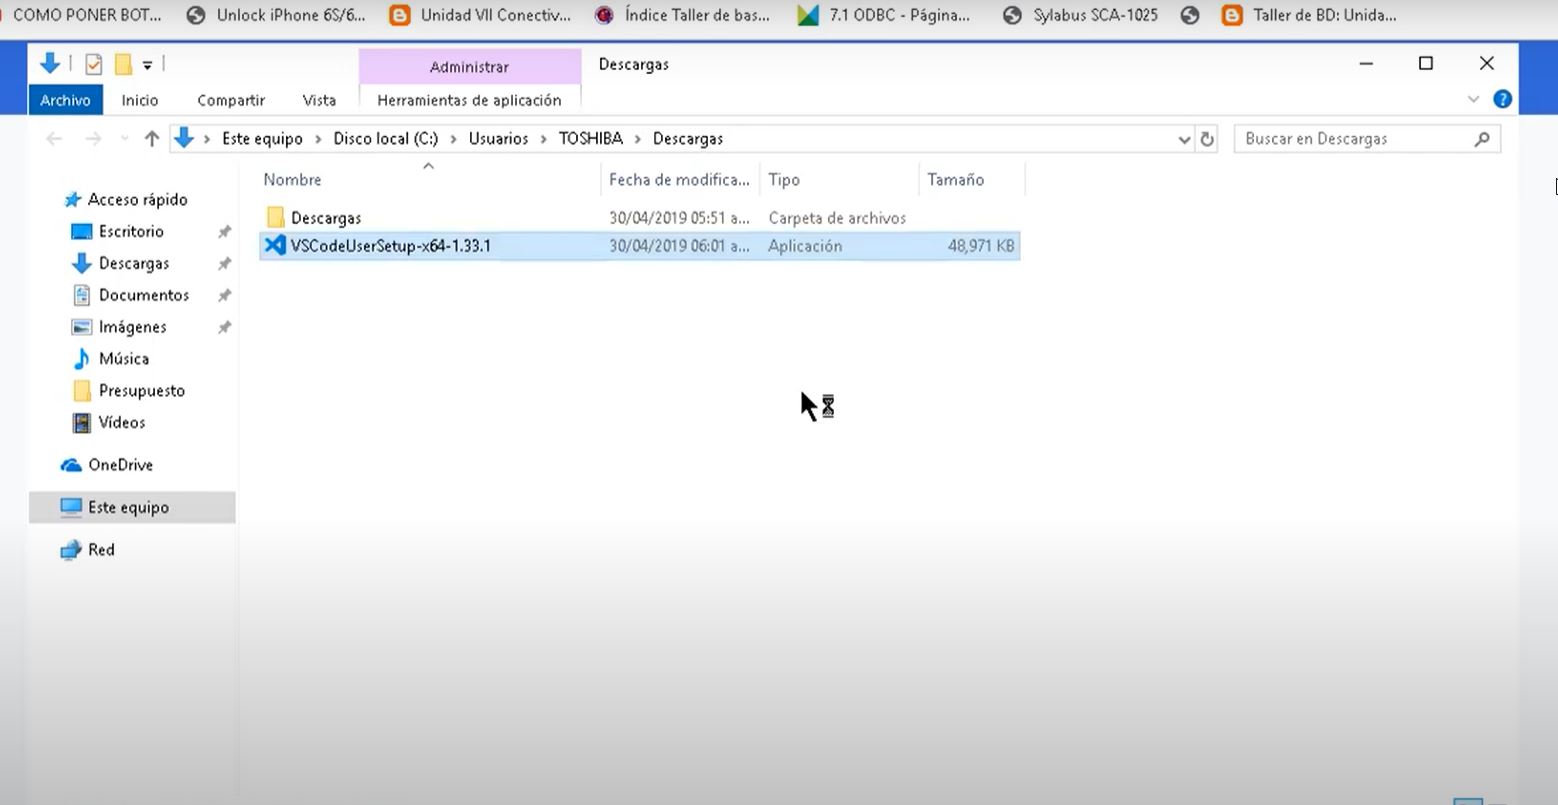 COMO PONER BOT... Unlock iPhone 6S/6... Unidad VII Conectiv... Índice Taller de bas... 7.1 ODBC - Página... Sylabus SCA-1025 Taller de BD: Unida...
Administrar Descargas
Archivo Inicio Compartir Vista Herramientas de aplicación
Este equipo > Disco local (C:) > Usuarios > TOSHIBA > Descargas Buscar en Descargas
Nombre Fecha de modifica... Tipo Tamaño
Descargas 30/04/2019 05:51 a... Carpeta de archivos
VSCodeUserSetup-x64-1.33.1 30/04/2019 06:01 a... Aplicación 48,971 KB
Acceso rápido
Escritorio
Descargas
Documentos
Imágenes
Música
Presupuesto
Vídeos
OneDrive
Este equipo
Red